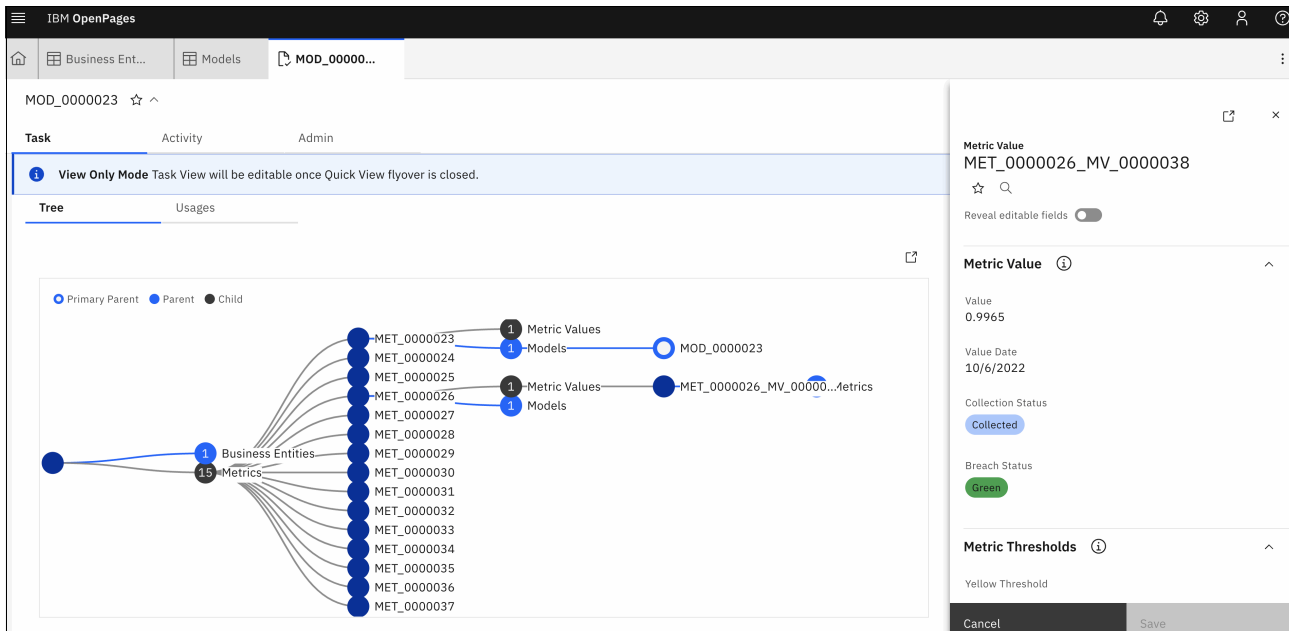 IBM OpenPages
Business Ent...
Models
MOD_00000...
MOD_0000023
Task
Activity
Admin
View Only Mode Task View will be editable once Quick View flyover is closed.
Tree
Usages
Primary Parent
Parent
Child
1 Business Entities
15 Metrics
MET_0000023
MET_0000024
MET_0000025
MET_0000026
MET_0000027
MET_0000028
MET_0000029
MET_0000030
MET_0000031
MET_0000032
MET_0000033
MET_0000034
MET_0000035
MET_0000036
MET_0000037
1 Metric Values
1 Models
MOD_0000023
1 Metric Values
MET_0000026_MV_00000...
Metrics
1 Models
Metric Value
MET_0000026_MV_0000038
Reveal editable fields
Metric Value
Value
0.9965
Value Date
10/6/2022
Collection Status
Collected
Breach Status
Green
Metric Thresholds
Yellow Threshold
Cancel
Save